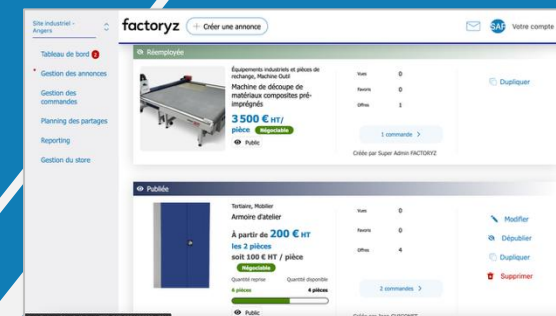 Site industriel -
Angers
factoryz
+ Créer une annonce
SAF
Votre compte
Tableau de bord 2
Gestion des annonces
Gestion des
commandes
Planning des partages
Reporting
Gestion du store
Réemployée
Équipements industriels et pièces de
rechange, Machine Outil
Machine de découpe de
matériaux composites pré-
imprégnés
3 500 € HT/
pièce Négociable
Public
Vues 0
Favoris 0
Offres 1
1 commande >
Créée par Super Admin FACTORYZ
Dupliquer
Publiée
Tertiaire, Mobilier
Armoire d'atelier
À partir de 200 € HT
les 2 pièces
soit 100 € HT / pièce
Négociable
Quantité reprise Quantité disponible
4 pièces 4 pièces
Public
Vues 0
Favoris 0
Offres 4
2 commandes >
Modifier
Dépublier
Dupliquer
Supprimer